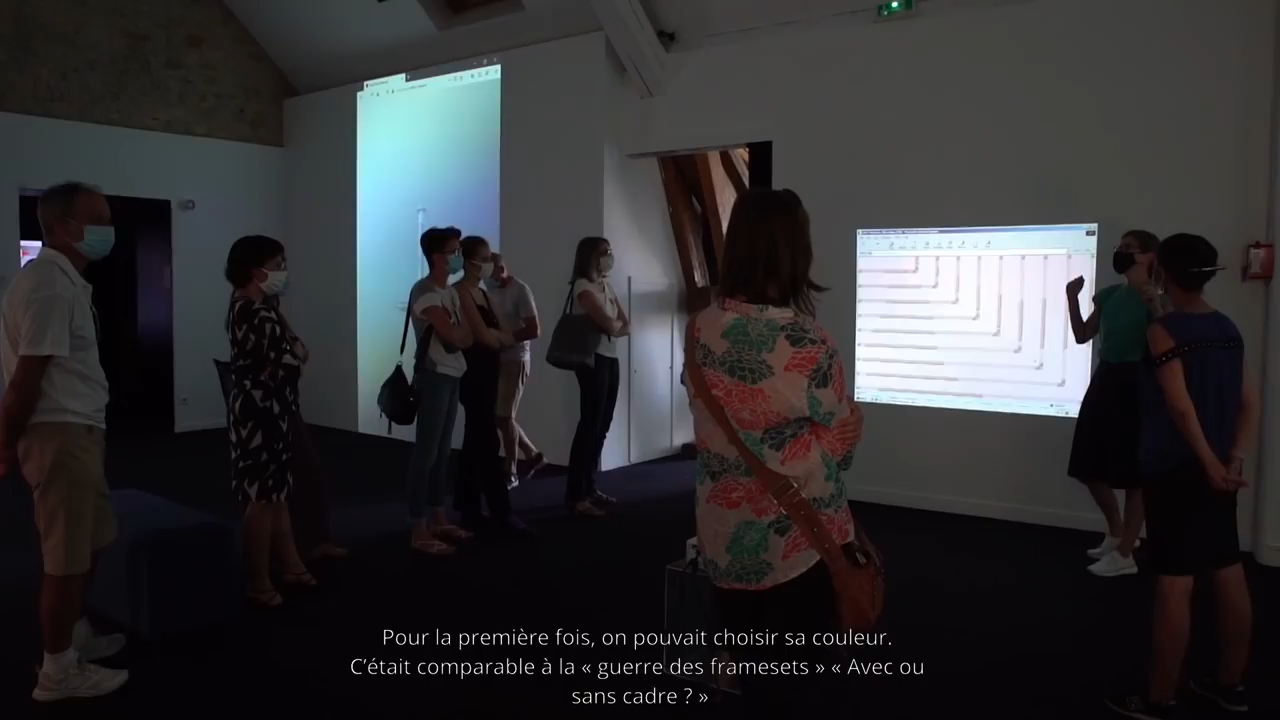 Pour la première fois, on pouvait choisir sa couleur.
C’était comparable à la « guerre des framesets » « Avec ou
sans cadre ? »